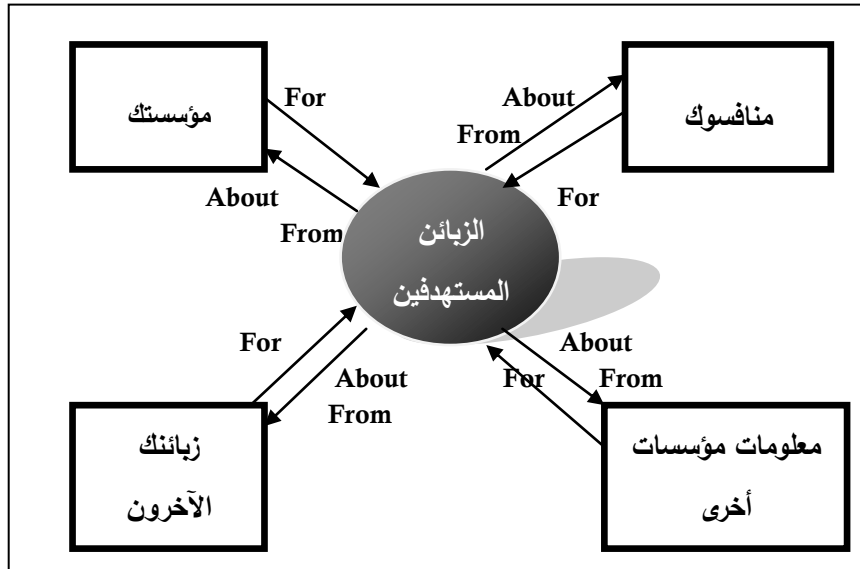 مؤسستك
For
About
From
منافسوك
About
From
For
الزبائن
المستهدفين
For
About
From
زبائنك
الآخرون
About
For
From
معلومات مؤسسات
أخرى